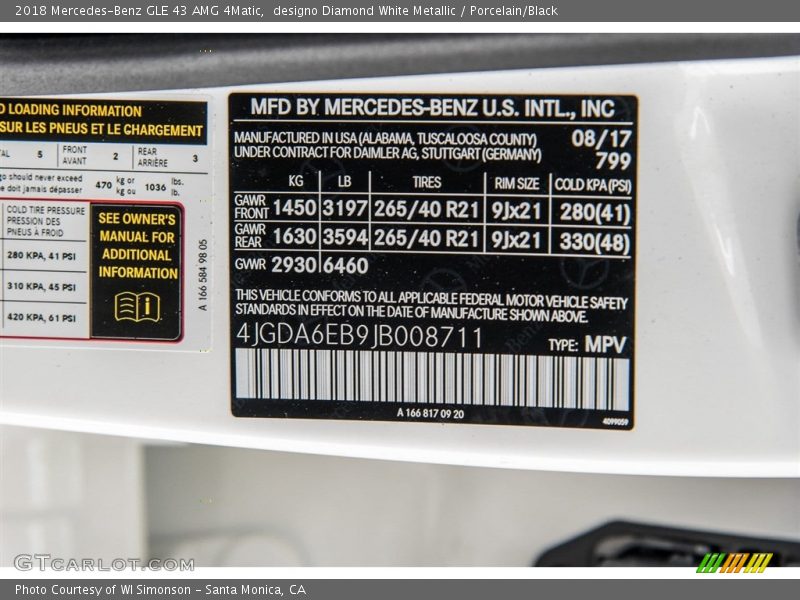 2018 Mercedes-Benz GLE 43 AMG 4Matic, designo Diamond White Metallic / Porcelain/Black
LOADING INFORMATION
SUR LES PNEUS ET LE CHARGEMENT
5 FRONT AVANT 2 REAR ARRIÈRE 3
should never exceed
doit jamais dépasser 470 kg or kg ou 1036 lbs. lb.
COLD TIRE PRESSURE
PRESSION DES
PNEUS À FROID
280 KPA, 41 PSI
310 KPA, 45 PSI
420 KPA, 61 PSI
SEE OWNER'S
MANUAL FOR
ADDITIONAL
INFORMATION
A 166 584 98 05
MFD BY MERCEDES-BENZ U.S. INTL., INC
MANUFACTURED IN USA (ALABAMA, TUSCALOOSA COUNTY) 08/17
UNDER CONTRACT FOR DAIMLER AG, STUTTGART (GERMANY) 799
KG LB TIRES RIM SIZE COLD KPA (PSI)
GAWR FRONT 1450 3197 265/40 R21 9Jx21 280(41)
GAWR REAR 1630 3594 265/40 R21 9Jx21 330(48)
GVWR 2930 6460
THIS VEHICLE CONFORMS TO ALL APPLICABLE FEDERAL MOTOR VEHICLE SAFETY
STANDARDS IN EFFECT ON THE DATE OF MANUFACTURE SHOWN ABOVE.
4JGDA6EB9JB008711 TYPE: MPV
A 166 817 09 20
4099059
GTcarlot.com
Photo Courtesy of WI Simonson - Santa Monica, CA